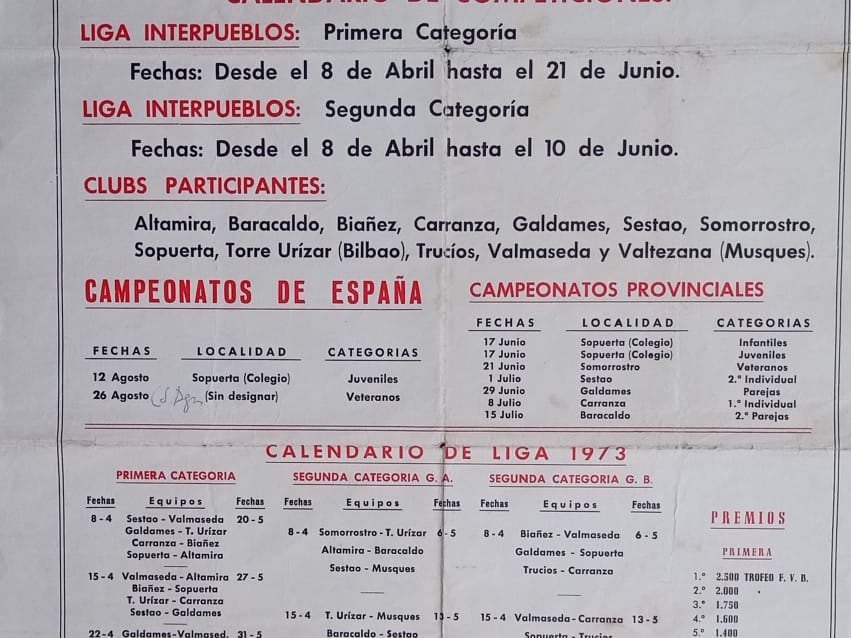 CALENDARIO DE COMPETICIONES:
LIGA INTERPUEBLOS: Primera Categoría
Fechas: Desde el 8 de Abril hasta el 21 de Junio.
LIGA INTERPUEBLOS: Segunda Categoría
Fechas: Desde el 8 de Abril hasta el 10 de Junio.
CLUBS PARTICIPANTES:
Altamira, Baracaldo, Biañez, Carranza, Galdames, Sestao, Somorrostro,
Sopuerta, Torre Urízar (Bilbao), Trucíos, Valmaseda y Valtezana (Musques).
CAMPEONATOS DE ESPAÑA
FECHAS LOCALIDAD CATEGORIAS
12 Agosto Sopuerta (Colegio) Juveniles
26 Agosto (Sin designar) Veteranos
CAMPEONATOS PROVINCIALES
FECHAS LOCALIDAD CATEGORIAS
17 Junio Sopuerta (Colegio) Infantiles
17 Junio Sopuerta (Colegio) Juveniles
21 Junio Somorrostro Veteranos
1 Julio Sestao 2.ª Individual
29 Junio Galdames Parejas
8 Julio Carranza 1.ª Individual
15 Julio Baracaldo 2.ª Parejas
CALENDARIO DE LIGA 1973
PRIMERA CATEGORIA
Fechas Equipos Fechas
8-4 Sestao - Valmaseda 20-5
Galdames - T. Urízar
Carranza - Biañez
Sopuerta - Altamira
15-4 Valmaseda - Altamira 27-5
Biañez - Sopuerta
T. Urízar - Carranza
Sestao - Galdames
22-4 Galdames-Valmased. 31-5
SEGUNDA CATEGORIA G. A.
Fechas Equipos Fechas
8-4 Somorrostro - T. Urízar 6-5
Altamira - Baracaldo
Sestao - Musques
15-4 T. Urízar - Musques 13-5
Baracaldo - Sestao
SEGUNDA CATEGORIA G. B.
Fechas Equipos Fechas
8-4 Biañez - Valmaseda 6-5
Galdames - Sopuerta
Trucios - Carranza
15-4 Valmaseda - Carranza 13-5
Sopuerta - Trucios
PREMIOS
PRIMERA
1.º 2.500 TROFEO F. V. B.
2.º 2.000 "
3.º 1.750
4.º 1.600
5.º 1.400